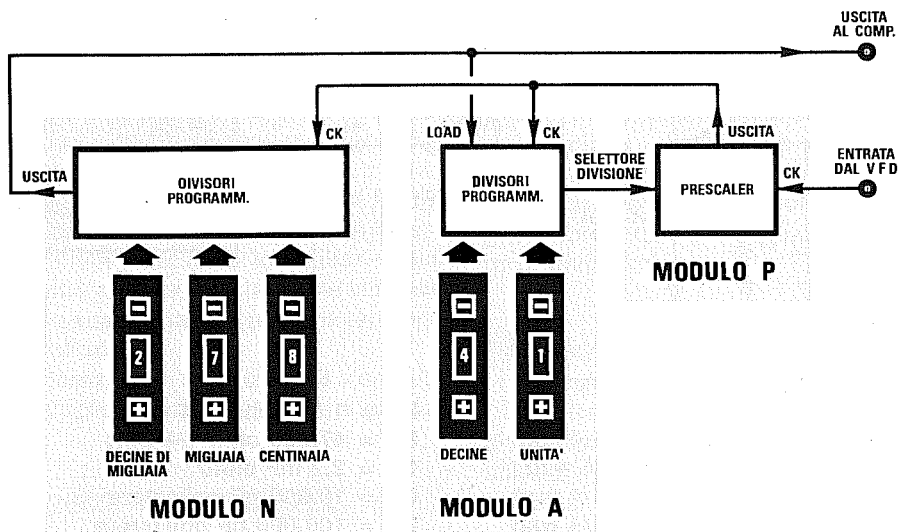 USCITA
AL COMP.
CK
LOAD
CK
USCITA
USCITA
DIVISORI
PROGRAMM.
DIVISORI
PROGRAMM.
SELETTORE
DIVISIONE
PRESCALER
CK
ENTRATA
DAL VFD
MODULO P
2
7
8
4
1
DECINE DI
MIGLIAIA
MIGLIAIA
CENTINAIA
DECINE
UNITA'
MODULO N
MODULO A